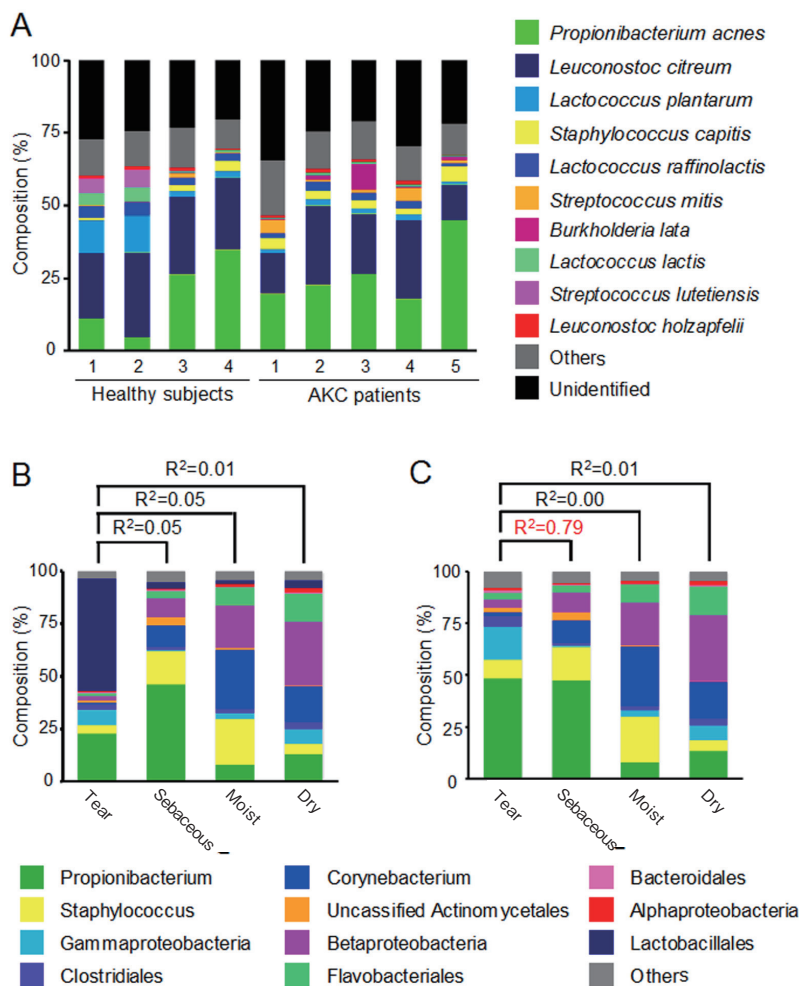 A
Composition (%)
100
75
50
25
0
1 2 3 4 1 2 3 4 5
Healthy subjects AKC patients
Propionibacterium acnes
Leuconostoc citreum
Lactococcus plantarum
Staphylococcus capitis
Lactococcus raffinolactis
Streptococcus mitis
Burkholderia lata
Lactococcus lactis
Streptococcus lutetiensis
Leuconostoc holzapfelii
Others
Unidentified
B
R²=0.01
R²=0.05
R²=0.05
Composition (%)
100
75
50
25
0
Tear
Sebaceous
Moist
Dry
C
R²=0.01
R²=0.00
R²=0.79
Composition (%)
100
75
50
25
0
Tear
Sebaceous
Moist
Dry
Propionibacterium
Staphylococcus
Gammaproteobacteria
Clostridiales
Corynebacterium
Uncassified Actinomycetales
Betaproteobacteria
Flavobacteriales
Bacteroidales
Alphaproteobacteria
Lactobacillales
Others